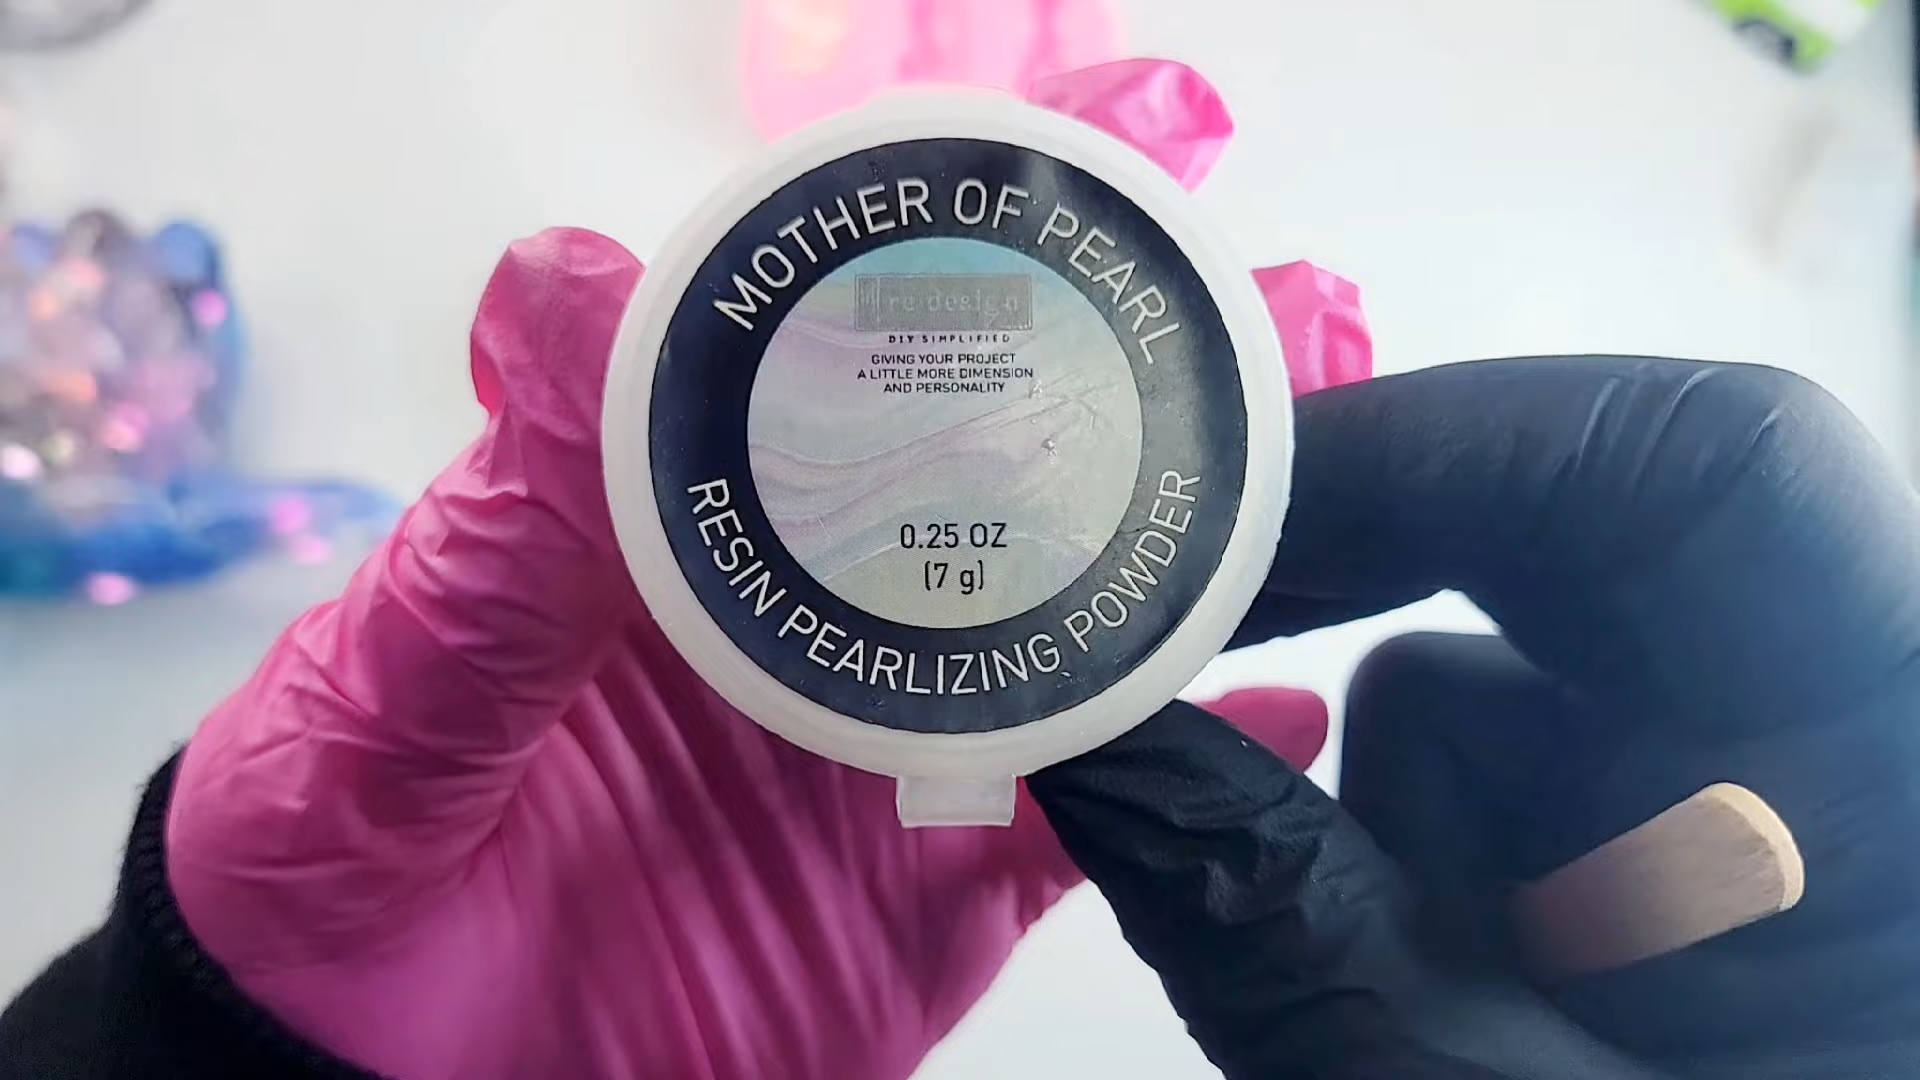 MOTHER OF PEARL
re·design
DIY SIMPLIFIED
GIVING YOUR PROJECT
A LITTLE MORE DIMENSION
AND PERSONALITY
0.25 OZ
(7 g)
RESIN PEARLIZING POWDER